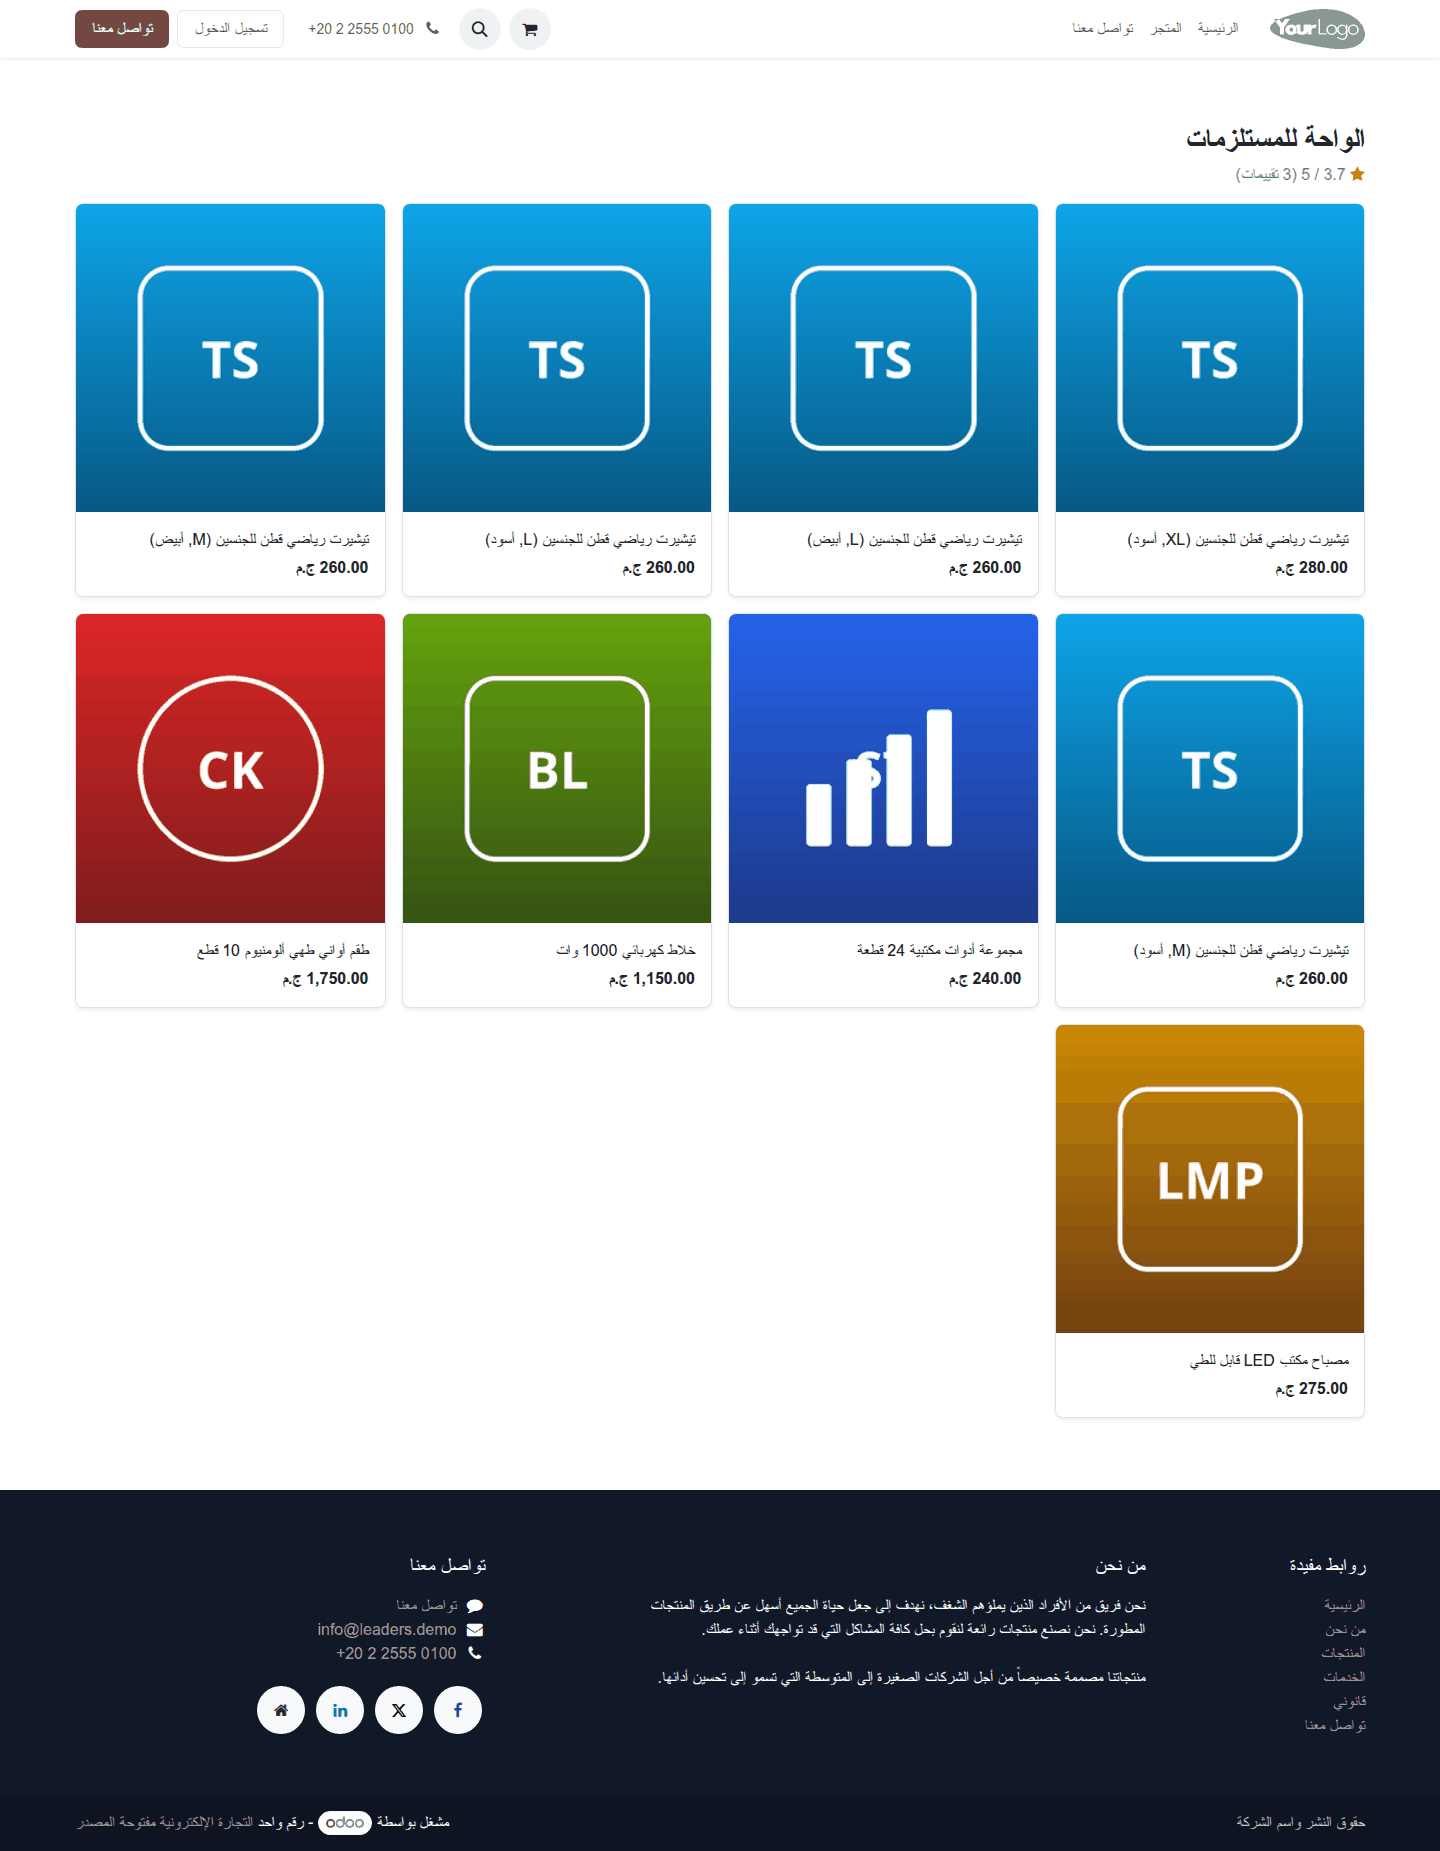 YourLogo
الرئيسية
المتجر
تواصل معنا
+20 2 2555 0100
تسجيل الدخول
تواصل معنا
الواحة للمستلزمات
3.7 / 5 (3 تقييمات)
TS
تيشيرت رياضي قطن للجنسين (XL, أسود)
280.00 ج.م
TS
تيشيرت رياضي قطن للجنسين (L, أبيض)
260.00 ج.م
TS
تيشيرت رياضي قطن للجنسين (L, أسود)
260.00 ج.م
TS
تيشيرت رياضي قطن للجنسين (M, أبيض)
260.00 ج.م
TS
تيشيرت رياضي قطن للجنسين (M, أسود)
260.00 ج.م
مجموعة أدوات مكتبية 24 قطعة
240.00 ج.م
BL
خلاط كهربائي 1000 وات
1,150.00 ج.م
CK
طقم أواني طهي ألومنيوم 10 قطع
1,750.00 ج.م
LMP
مصباح مكتب LED قابل للطي
275.00 ج.م
روابط مفيدة
الرئيسية
من نحن
المنتجات
الخدمات
قانوني
تواصل معنا
من نحن
نحن فريق من الأفراد الذين يملؤهم الشغف، نهدف إلى جعل حياة الجميع أسهل عن طريق المنتجات
المطورة. نحن نصنع منتجات رائعة لنقوم بحل كافة المشاكل التي قد تواجهك أثناء عملك.
منتجاتنا مصممة خصيصاً من أجل الشركات الصغيرة إلى المتوسطة التي تسمو إلى تحسين أدائها.
تواصل معنا
تواصل معنا
info@leaders.demo
+20 2 2555 0100
حقوق النشر واسم الشركة
مشغل بواسطة odoo - رقم واحد التجارة الإلكترونية مفتوحة المصدر